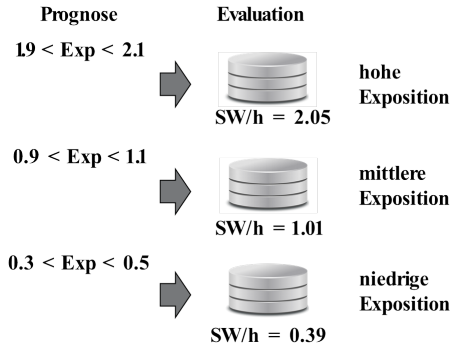 Prognose Evaluation
1.9 < Exp < 2.1
hohe
Exposition
SW/h = 2.05
0.9 < Exp < 1.1
mittlere
Exposition
SW/h = 1.01
0.3 < Exp < 0.5
niedrige
Exposition
SW/h = 0.39